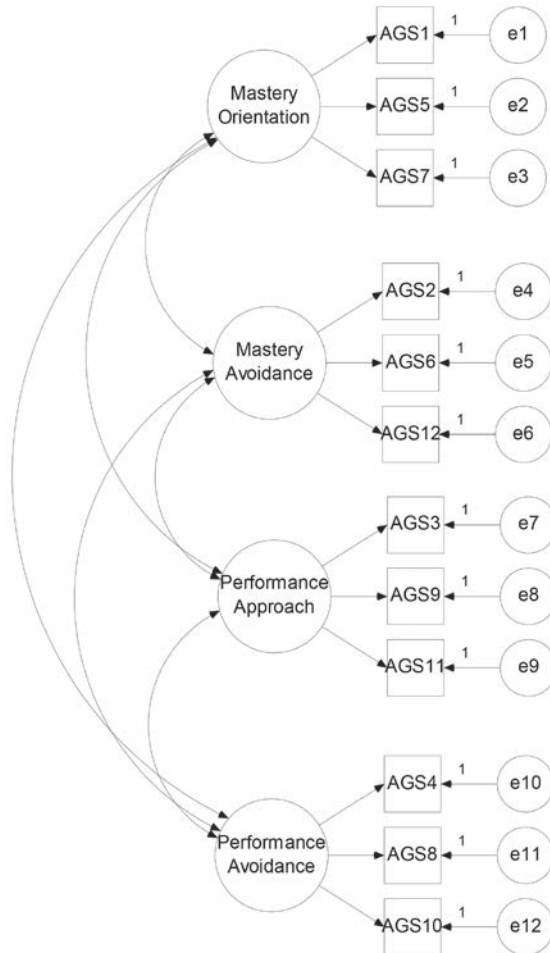 AGS1
1
e1
Mastery
Orientation
AGS5
1
e2
AGS7
1
e3
AGS2
1
e4
Mastery
Avoidance
AGS6
1
e5
AGS12
1
e6
AGS3
1
e7
Performance
Approach
AGS9
1
e8
AGS11
1
e9
AGS4
1
e10
Performance
Avoidance
AGS8
1
e11
AGS10
1
e12